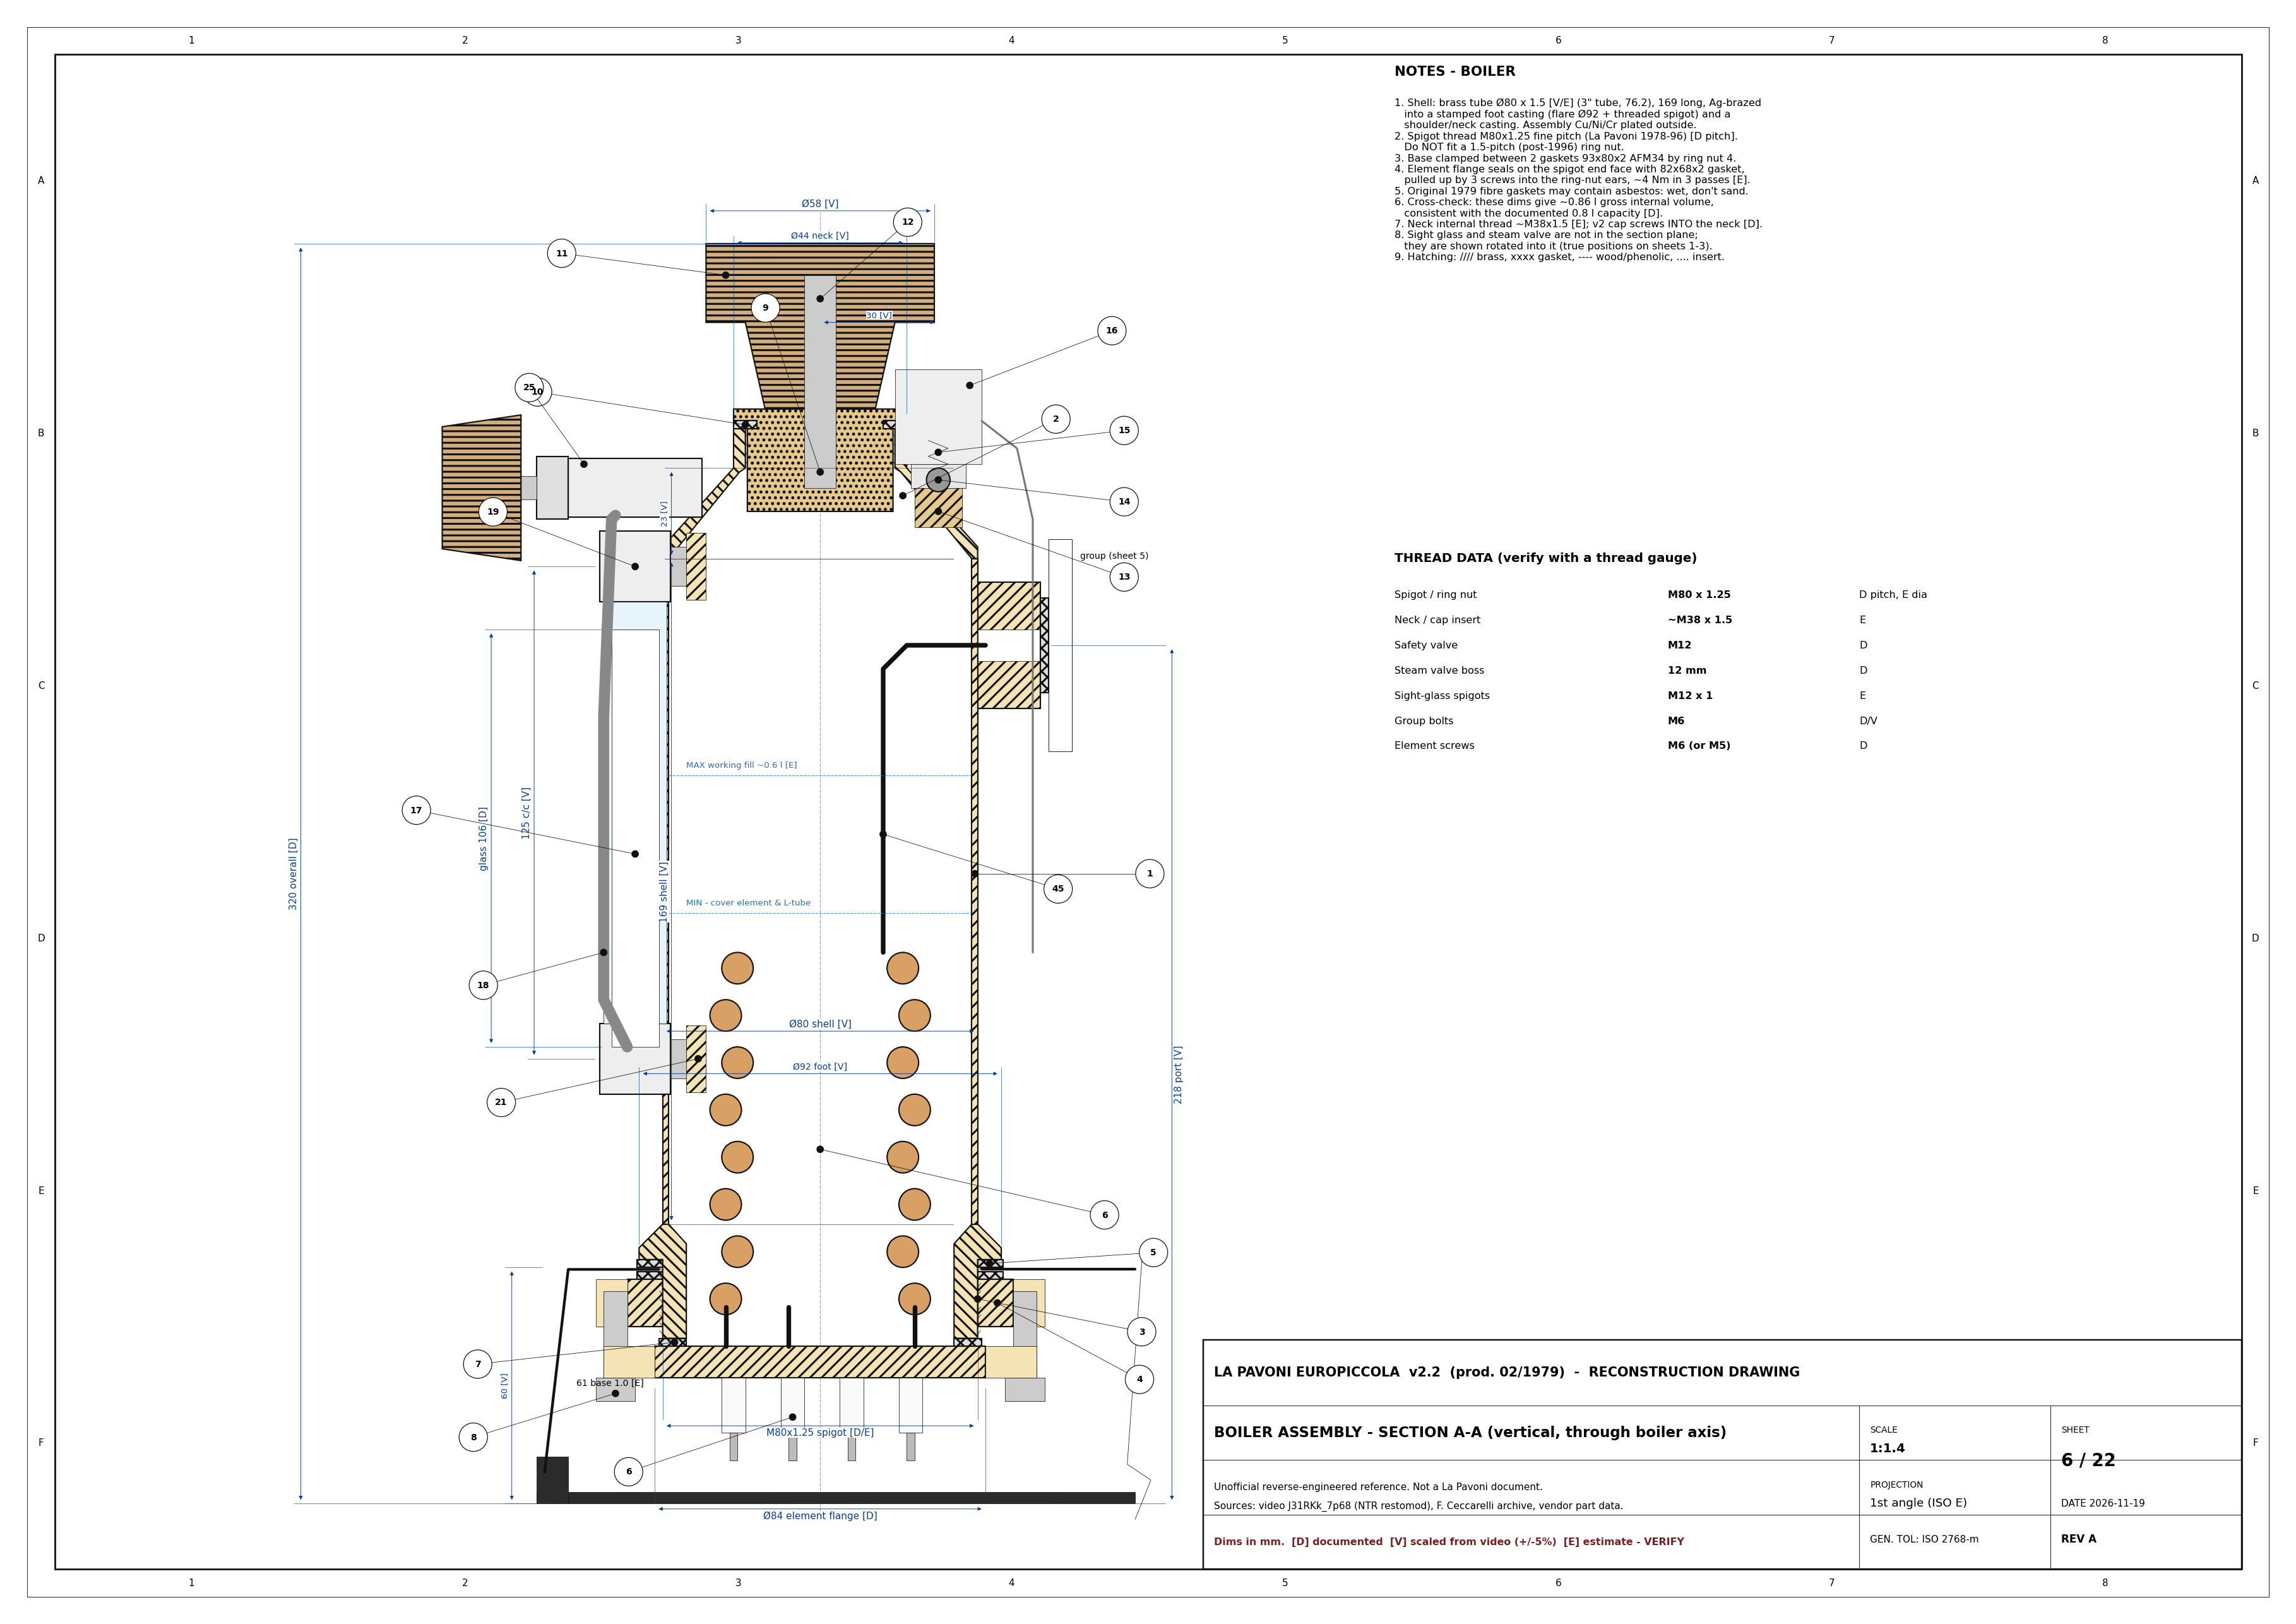 1 2 3 4 5 6 7 8
A
B
C
D
E
F
A
B
C
D
E
F
NOTES - BOILER
1. Shell: brass tube Ø80 x 1.5 [V/E] (3" tube, 76.2), 169 long, Ag-brazed
into a stamped foot casting (flare Ø92 + threaded spigot) and a
shoulder/neck casting. Assembly Cu/Ni/Cr plated outside.
2. Spigot thread M80x1.25 fine pitch (La Pavoni 1978-96) [D pitch].
Do NOT fit a 1.5-pitch (post-1996) ring nut.
3. Base clamped between 2 gaskets 93x80x2 AFM34 by ring nut 4.
4. Element flange seals on the spigot end face with 82x68x2 gasket,
pulled up by 3 screws into the ring-nut ears, ~4 Nm in 3 passes [E].
5. Original 1979 fibre gaskets may contain asbestos: wet, don't sand.
6. Cross-check: these dims give ~0.86 l gross internal volume,
consistent with the documented 0.8 l capacity [D].
7. Neck internal thread ~M38x1.5 [E]; v2 cap screws INTO the neck [D].
8. Sight glass and steam valve are not in the section plane;
they are shown rotated into it (true positions on sheets 1-3).
9. Hatching: //// brass, xxxx gasket, ---- wood/phenolic, .... insert.
THREAD DATA (verify with a thread gauge)
Spigot / ring nut M80 x 1.25 D pitch, E dia
Neck / cap insert ~M38 x 1.5 E
Safety valve M12 D
Steam valve boss 12 mm D
Sight-glass spigots M12 x 1 E
Group bolts M6 D/V
Element screws M6 (or M5) D
Ø58 [V]
12
Ø44 neck [V]
11
9
30 [V]
16
25
10
2
15
19
23 [V]
14
group (sheet 5)
13
MAX working fill ~0.6 l [E]
17
glass 106 [D]
125 c/c [V]
320 overall [D]
169 shell [V]
1
45
MIN - cover element & L-tube
18
Ø80 shell [V]
Ø92 foot [V]
218 port [V]
21
6
5
3
7
4
61 base 1.0 [E]
60 [V]
8
M80x1.25 spigot [D/E]
6
Ø84 element flange [D]
LA PAVONI EUROPICCOLA v2.2 (prod. 02/1979) - RECONSTRUCTION DRAWING
BOILER ASSEMBLY - SECTION A-A (vertical, through boiler axis)
SCALE
1:1.4
SHEET
6 / 22
Unofficial reverse-engineered reference. Not a La Pavoni document.
Sources: video J31RKk_7p68 (NTR restomod), F. Ceccarelli archive, vendor part data.
PROJECTION
1st angle (ISO E)
DATE 2026-11-19
Dims in mm. [D] documented [V] scaled from video (+/-5%) [E] estimate - VERIFY
GEN. TOL: ISO 2768-m
REV A
1 2 3 4 5 6 7 8